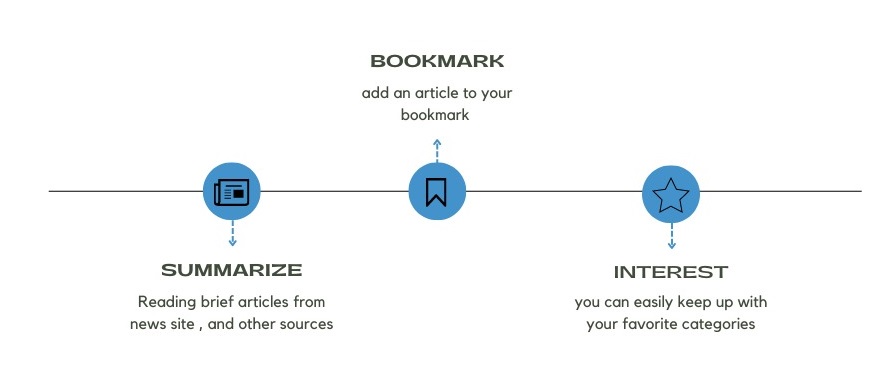 BOOKMARK
add an article to your
bookmark
SUMMARIZE
Reading brief articles from
news site , and other sources
INTEREST
you can easily keep up with
your favorite categories